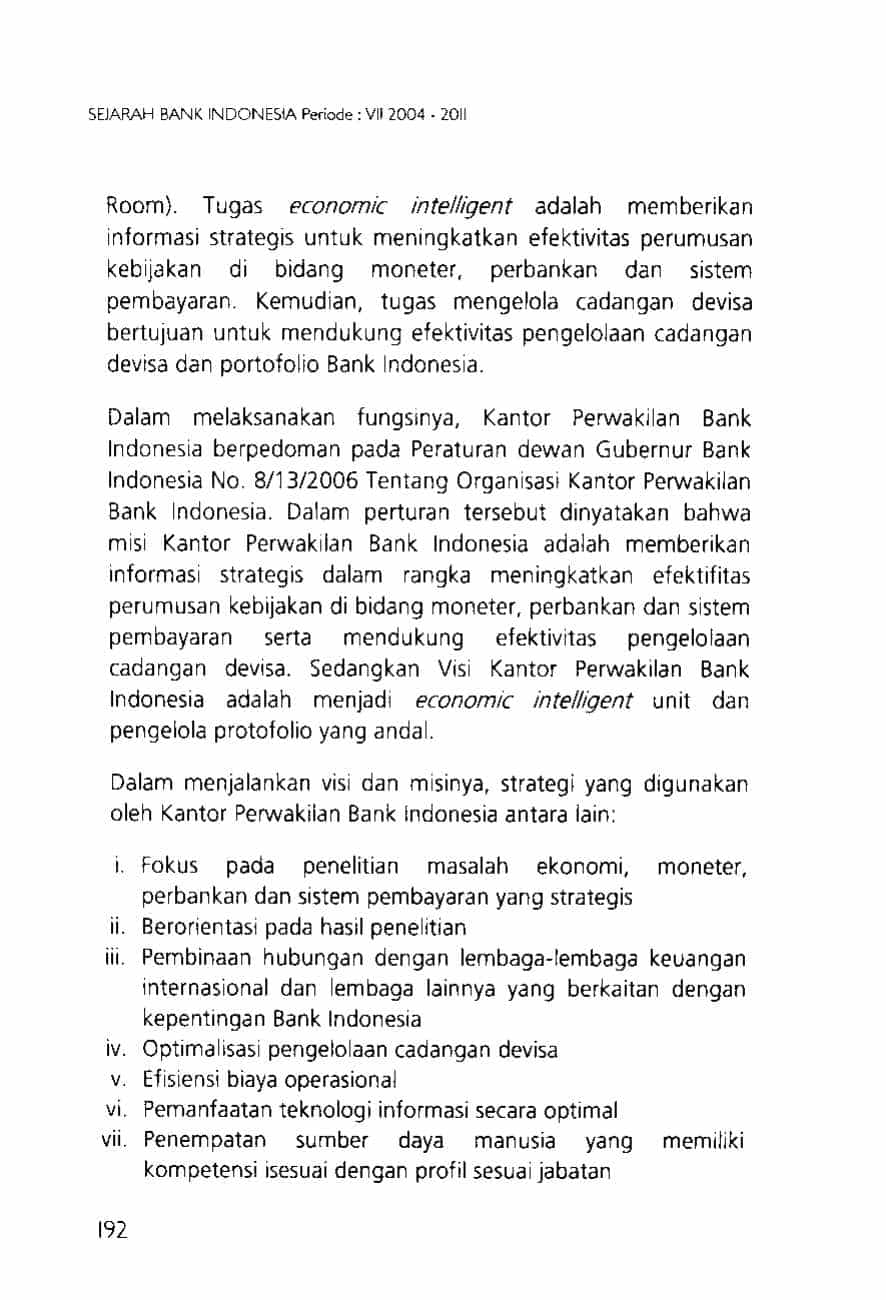 SEJARAH BANK INDONESIA Periode : VII 2004 - 2011
Room). Tugas economic intelligent adalah memberikan
informasi strategis untuk meningkatkan efektivitas perumusan
kebijakan di bidang moneter, perbankan dan sistem
pembayaran. Kemudian, tugas mengelola cadangan devisa
bertujuan untuk mendukung efektivitas pengelolaan cadangan
devisa dan portofolio Bank Indonesia.
Dalam melaksanakan fungsinya, Kantor Perwakilan Bank
Indonesia berpedoman pada Peraturan dewan Gubernur Bank
Indonesia No. 8/13/2006 Tentang Organisasi Kantor Perwakilan
Bank Indonesia. Dalam perturan tersebut dinyatakan bahwa
misi Kantor Perwakilan Bank Indonesia adalah memberikan
informasi strategis dalam rangka meningkatkan efektifitas
perumusan kebijakan di bidang moneter, perbankan dan sistem
pembayaran serta mendukung efektivitas pengelolaan
cadangan devisa. Sedangkan Visi Kantor Perwakilan Bank
Indonesia adalah menjadi economic intelligent unit dan
pengelola protofolio yang andal.
Dalam menjalankan visi dan misinya, strategi yang digunakan
oleh Kantor Perwakilan Bank Indonesia antara lain:
i. Fokus pada penelitian masalah ekonomi, moneter,
perbankan dan sistem pembayaran yang strategis
ii. Berorientasi pada hasil penelitian
iii. Pembinaan hubungan dengan lembaga-lembaga keuangan
internasional dan lembaga lainnya yang berkaitan dengan
kepentingan Bank Indonesia
iv. Optimalisasi pengelolaan cadangan devisa
v. Efisiensi biaya operasional
vi. Pemanfaatan teknologi informasi secara optimal
vii. Penempatan sumber daya manusia yang memiliki
kompetensi isesuai dengan profil sesuai jabatan
192